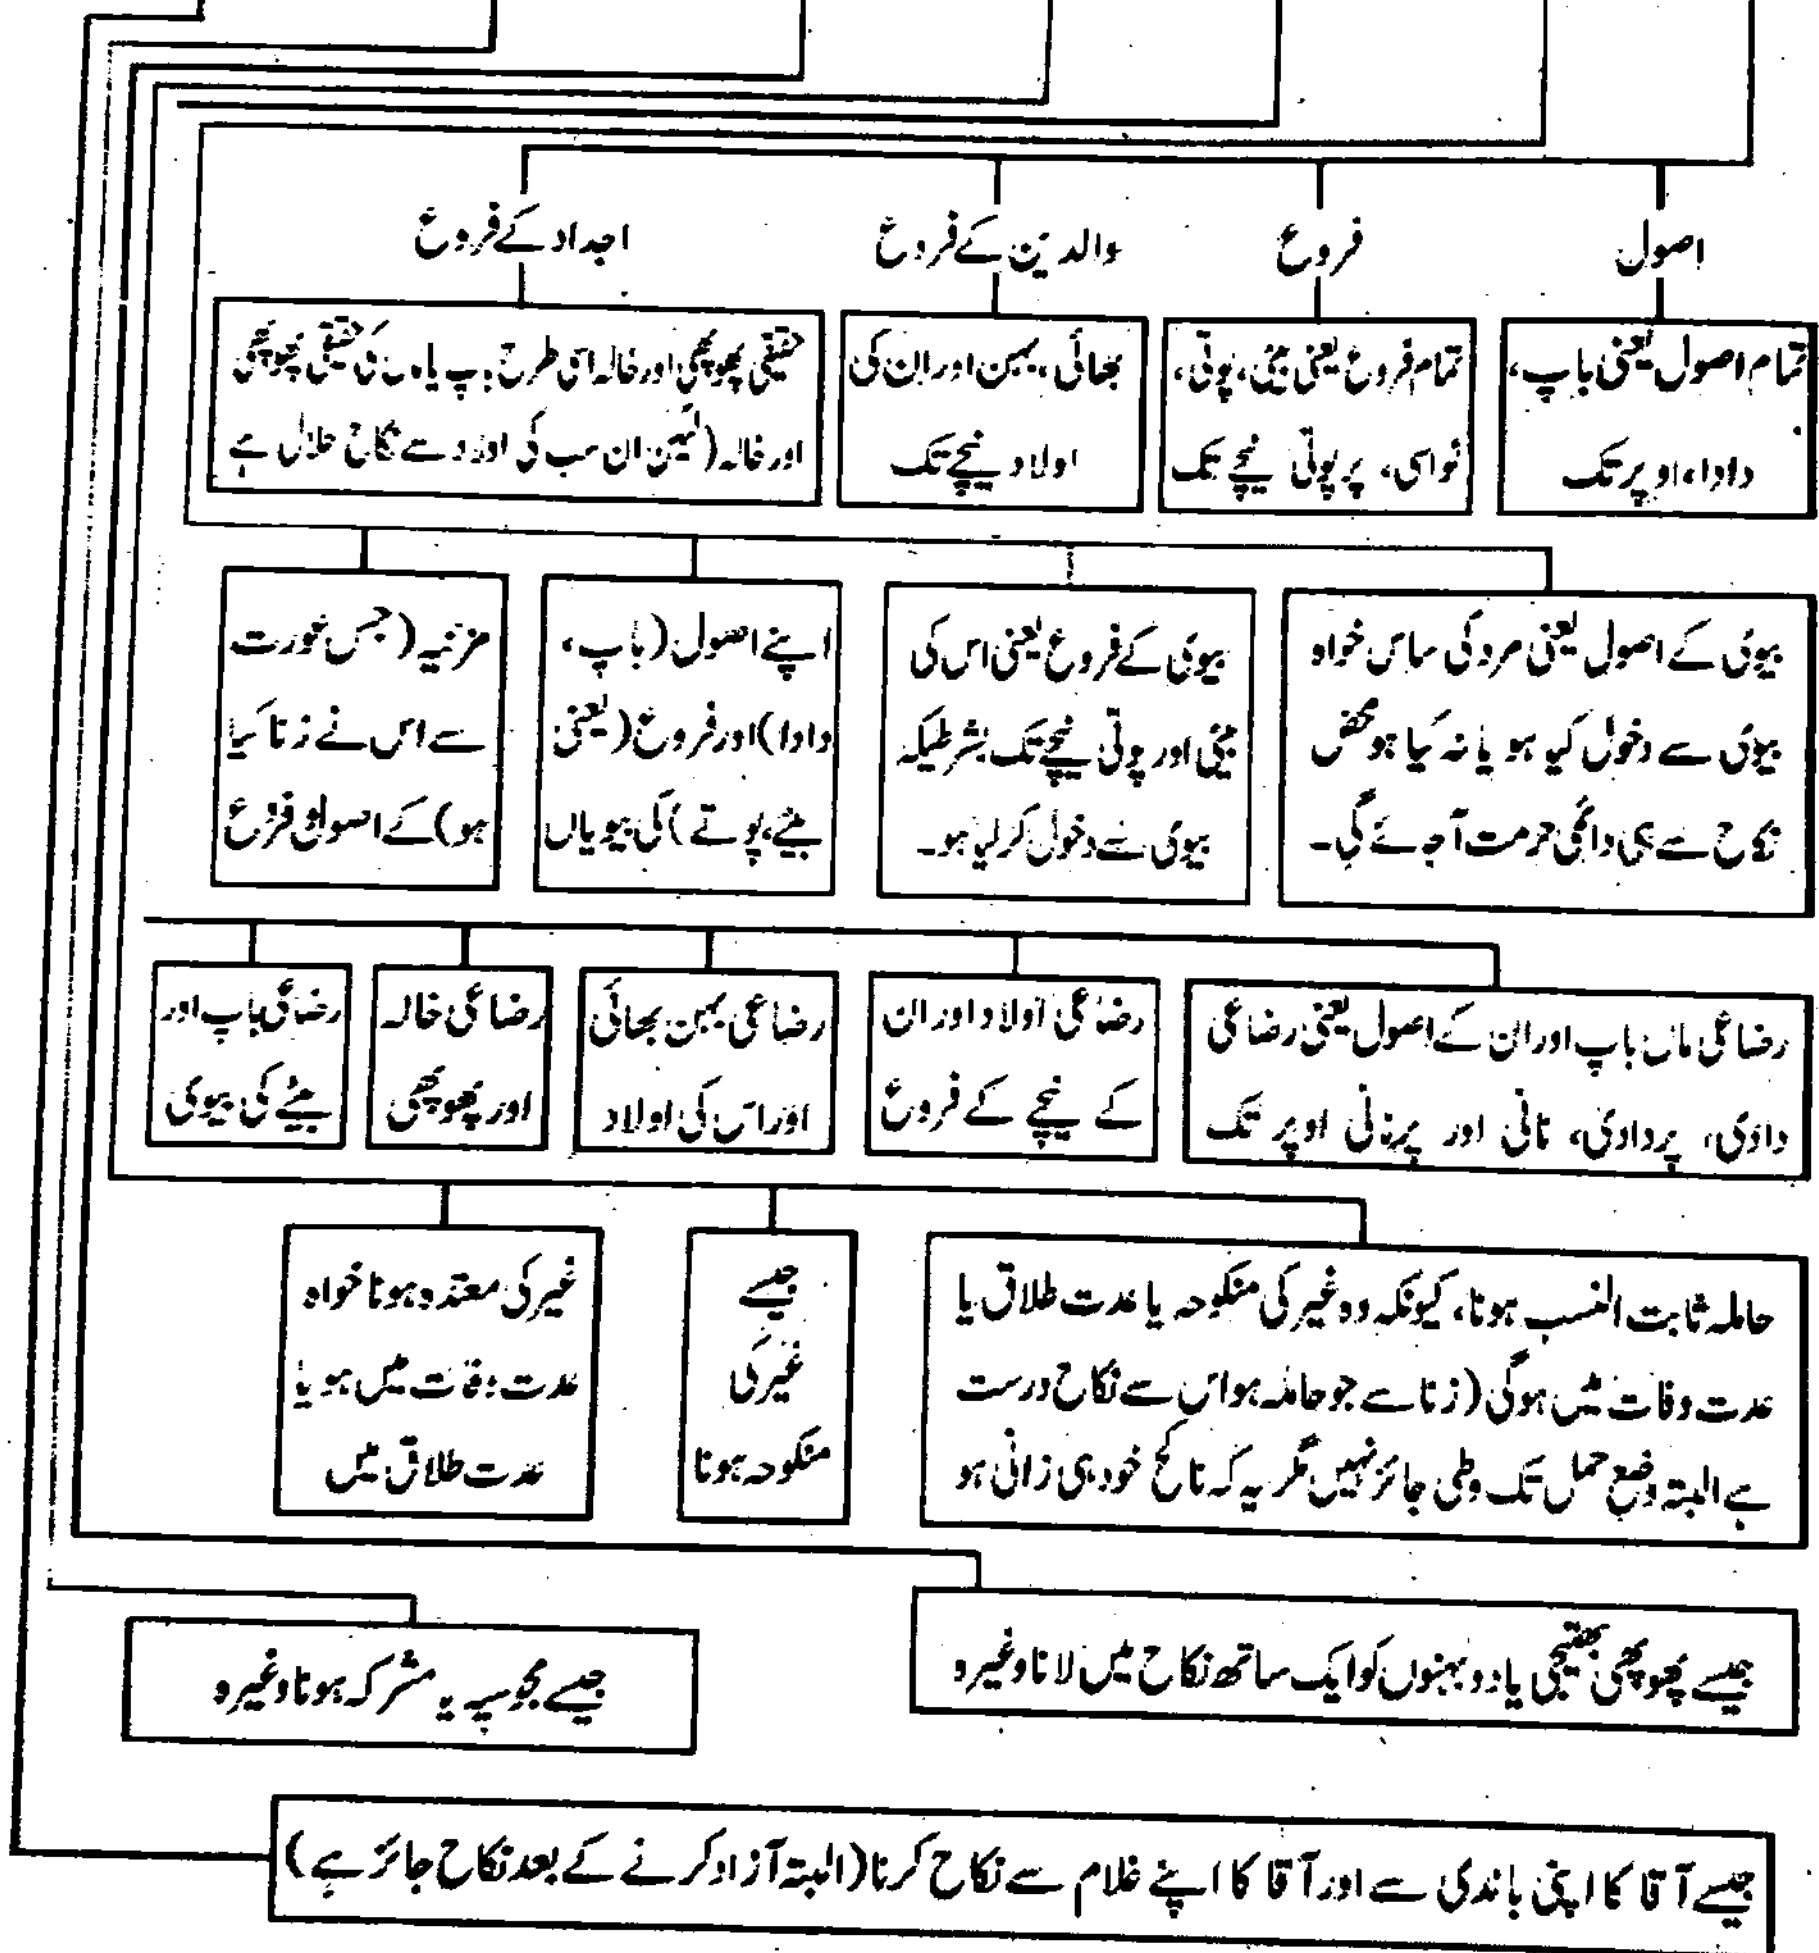 اصول
فروع
والدین کے فروع
اجداد کے فروع
تمام اصول یعنی باپ،
دادا، اوپر تک
تمام فروع یعنی بیٹی، پوتی،
نواسی، پرپوتی نیچے تک
بھائی، بہن اور ان کی
اولاد نیچے تک
حقیقی پھوپھی اور خالہ اسی طرح باپ یا ماں کی حقیقی پھوپھی
اور خالہ (لیکن ان سب کی اولاد سے نکاح حلال ہے
بیوی کے اصول یعنی مرد کی ساس خواہ
بیوی سے دخول کیا ہو یا نہ کیا ہو محض
نکاح سے ہی دائمی حرمت آجائے گی۔
بیوی کے فروع یعنی اس کی
بیٹی اور پوتی نیچے تک بشرطیکہ
بیوی سے دخول کرلیا ہو۔
اپنے اصول (باپ،
دادا) اور فروع (یعنی
بیٹے، پوتے) کی بیویاں
مزنیہ (جس عورت
سے اس نے زنا کیا
ہو) کے اصول و فروع
رضاعی ماں باپ اور ان کے اصول یعنی رضاعی
دادی، پردادی، نانی اور پرنانی اوپر تک
رضاعی اولاد اور ان
کے نیچے کے فروع
رضاعی بہن بھائی
اور اس کی اولاد
رضاعی خالہ
اور پھوپھی
رضاعی باپ اور
بیٹے کی بیوی
حاملہ ثابت النسب ہونا، کیونکہ وہ غیر کی منکوحہ یا عدت طلاق یا
عدت وفات میں ہوگی (زنا سے جو حاملہ ہو اس سے نکاح درست
ہے البتہ وضع حمل تک وطی جائز نہیں مگر یہ کہ ناکح خود ہی زانی ہو
جیسے
غیر کی
منکوحہ ہونا
غیر کی معتدہ ہونا خواہ
عدت وفات میں ہو یا
عدت طلاق میں
جیسے پھوپھی بھتیجی یا دو بہنوں کو ایک ساتھ نکاح میں لانا وغیرہ
جیسے مجوسیہ یا مشرکہ ہونا وغیرہ
جیسے آقا کا اپنی باندی سے اور آقا کا اپنے غلام سے نکاح کرنا (البتہ آزاد کرنے کے بعد نکاح جائز ہے)